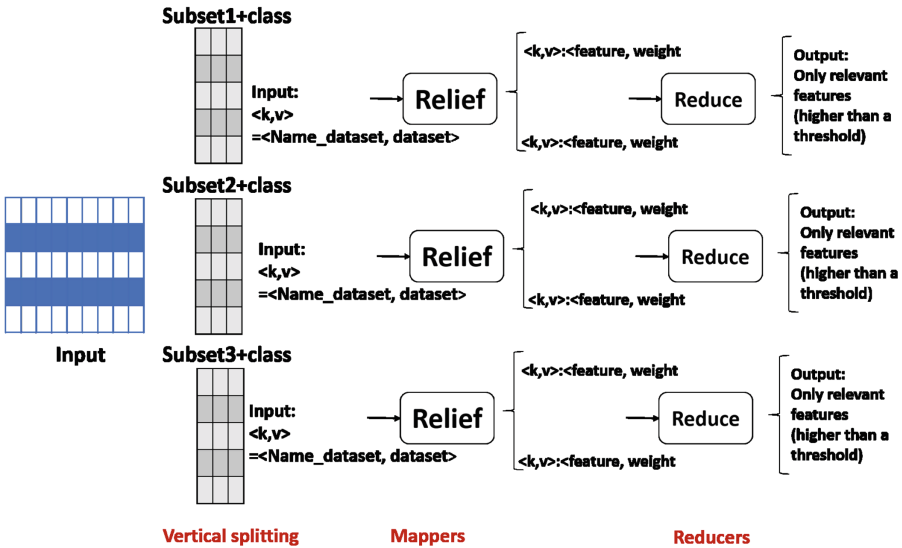 Subset1+class
Input:
<k,v>
=<Name_dataset, dataset>
Relief
<k,v>:<feature, weight
<k,v>:<feature, weight
Reduce
Output:
Only relevant
features
(higher than a
threshold)
Input
Subset2+class
Input:
<k,v>
=<Name_dataset, dataset>
Relief
<k,v>:<feature, weight
<k,v>:<feature, weight
Reduce
Output:
Only relevant
features
(higher than a
threshold)
Subset3+class
Input:
<k,v>
=<Name_dataset, dataset>
Relief
<k,v>:<feature, weight
<k,v>:<feature, weight
Reduce
Output:
Only relevant
features
(higher than a
threshold)
Vertical splitting
Mappers
Reducers